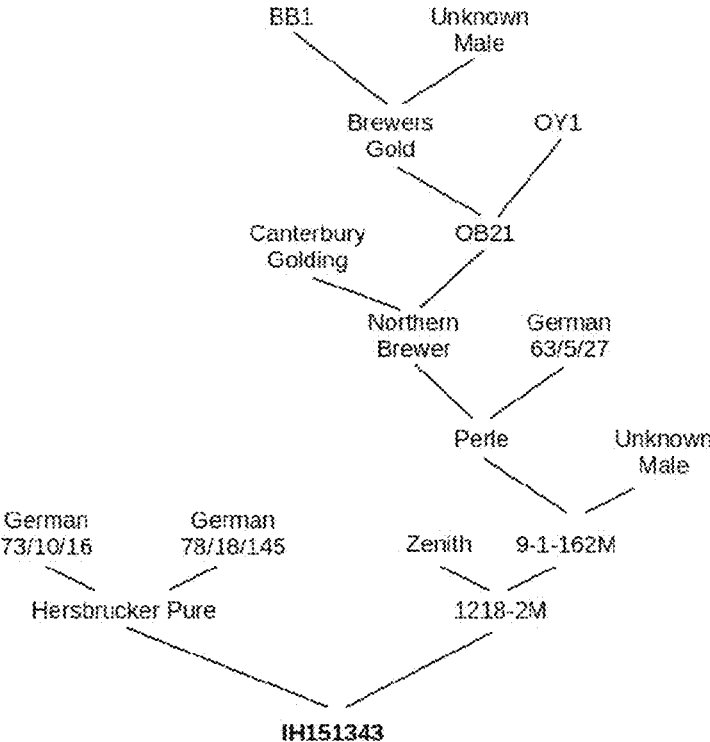 BB1
Unknown
Male
Brewers
Gold
OY1
Canterbury
Golding
OB21
Northern
Brewer
German
63/5/27
Perle
Unknown
Male
German
73/10/16
German
78/18/145
Zenith
9-1-162M
Hersbrucker Pure
1218-2M
IH151343